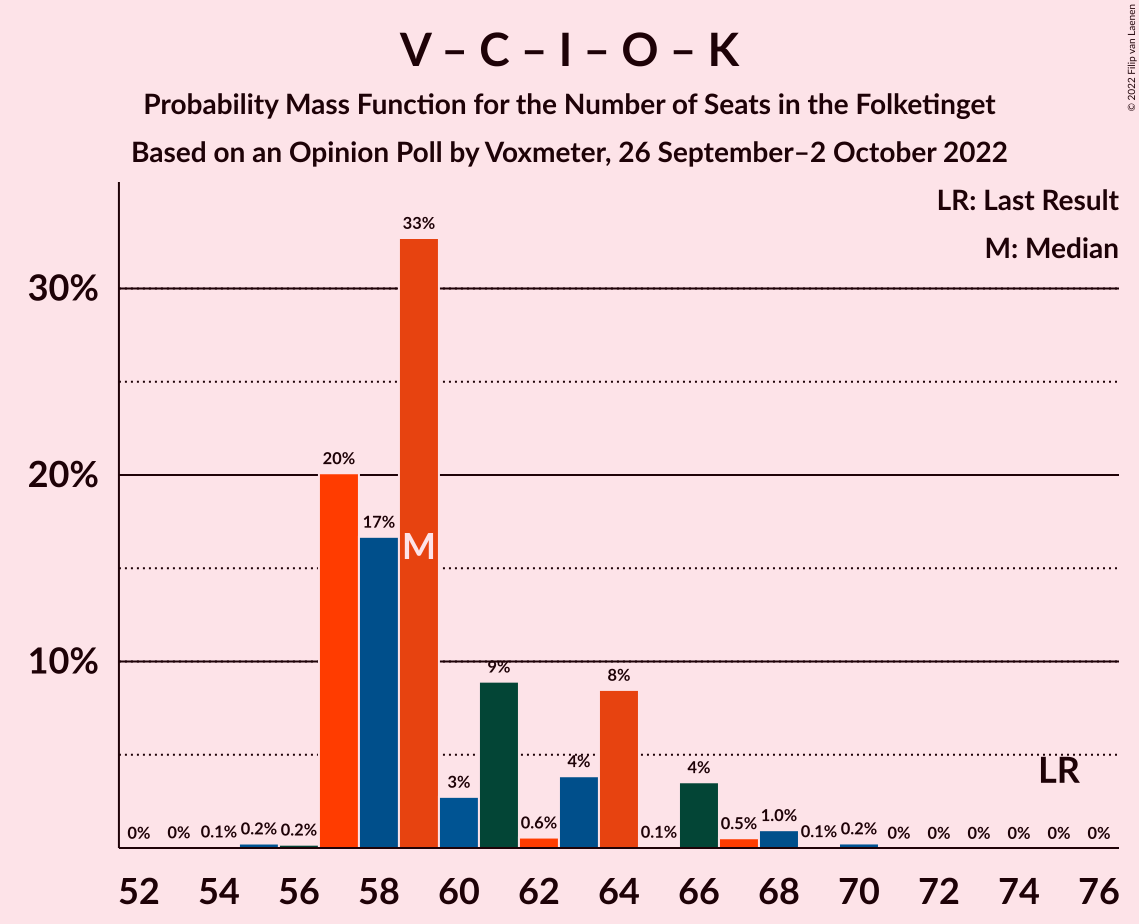 V – C – I – O – K
Probability Mass Function for the Number of Seats in the Folketinget
Based on an Opinion Poll by Voxmeter, 26 September–2 October 2022
© 2022 Filip van Laenen
LR: Last Result
M: Median
30%
20%
10%
0% 0% 0.1% 0.2% 0.2% 20% 17% 33% 3% 9% 0.6% 4% 8% 0.1% 4% 0.5% 1.0% 0.1% 0.2% 0% 0% 0% 0% 0% 0%
M
LR
52 54 56 58 60 62 64 66 68 70 72 74 76